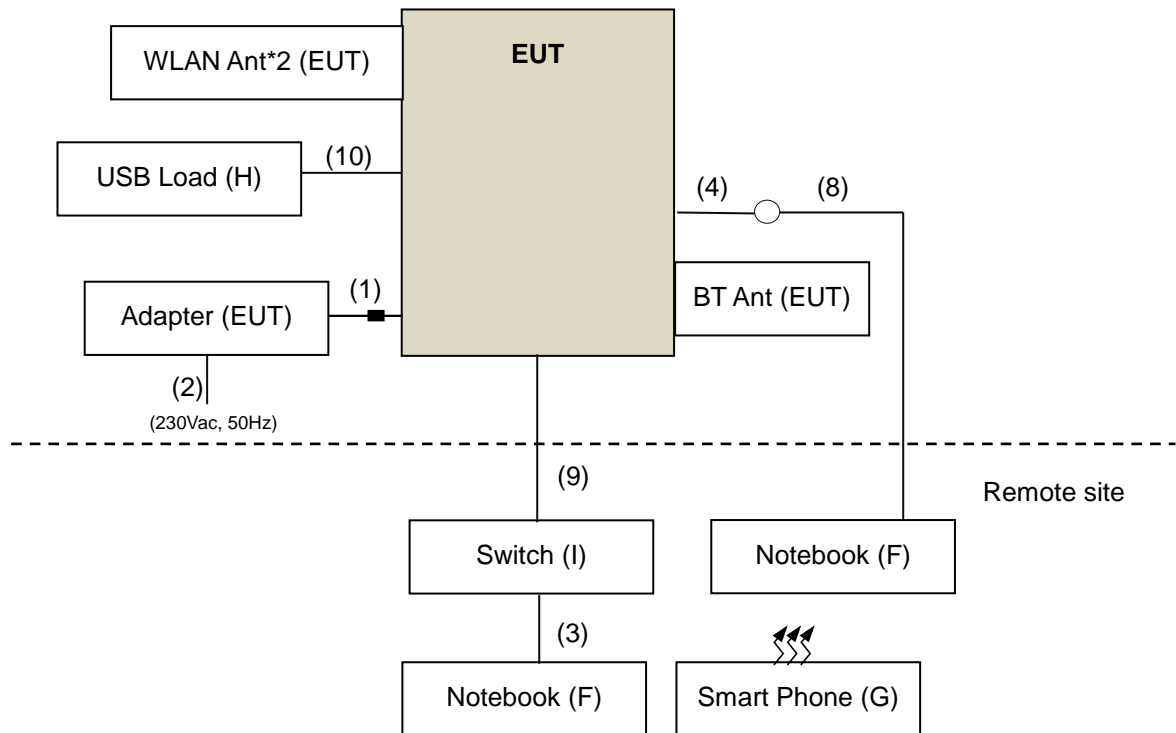 EUT
WLAN Ant*2 (EUT)
(10)
USB Load (H)
(4)
(8)
(1)
BT Ant (EUT)
Adapter (EUT)
(2)
(230Vac, 50Hz)
(9)
Remote site
Switch (I)
Notebook (F)
(3)
Notebook (F)
Smart Phone (G)